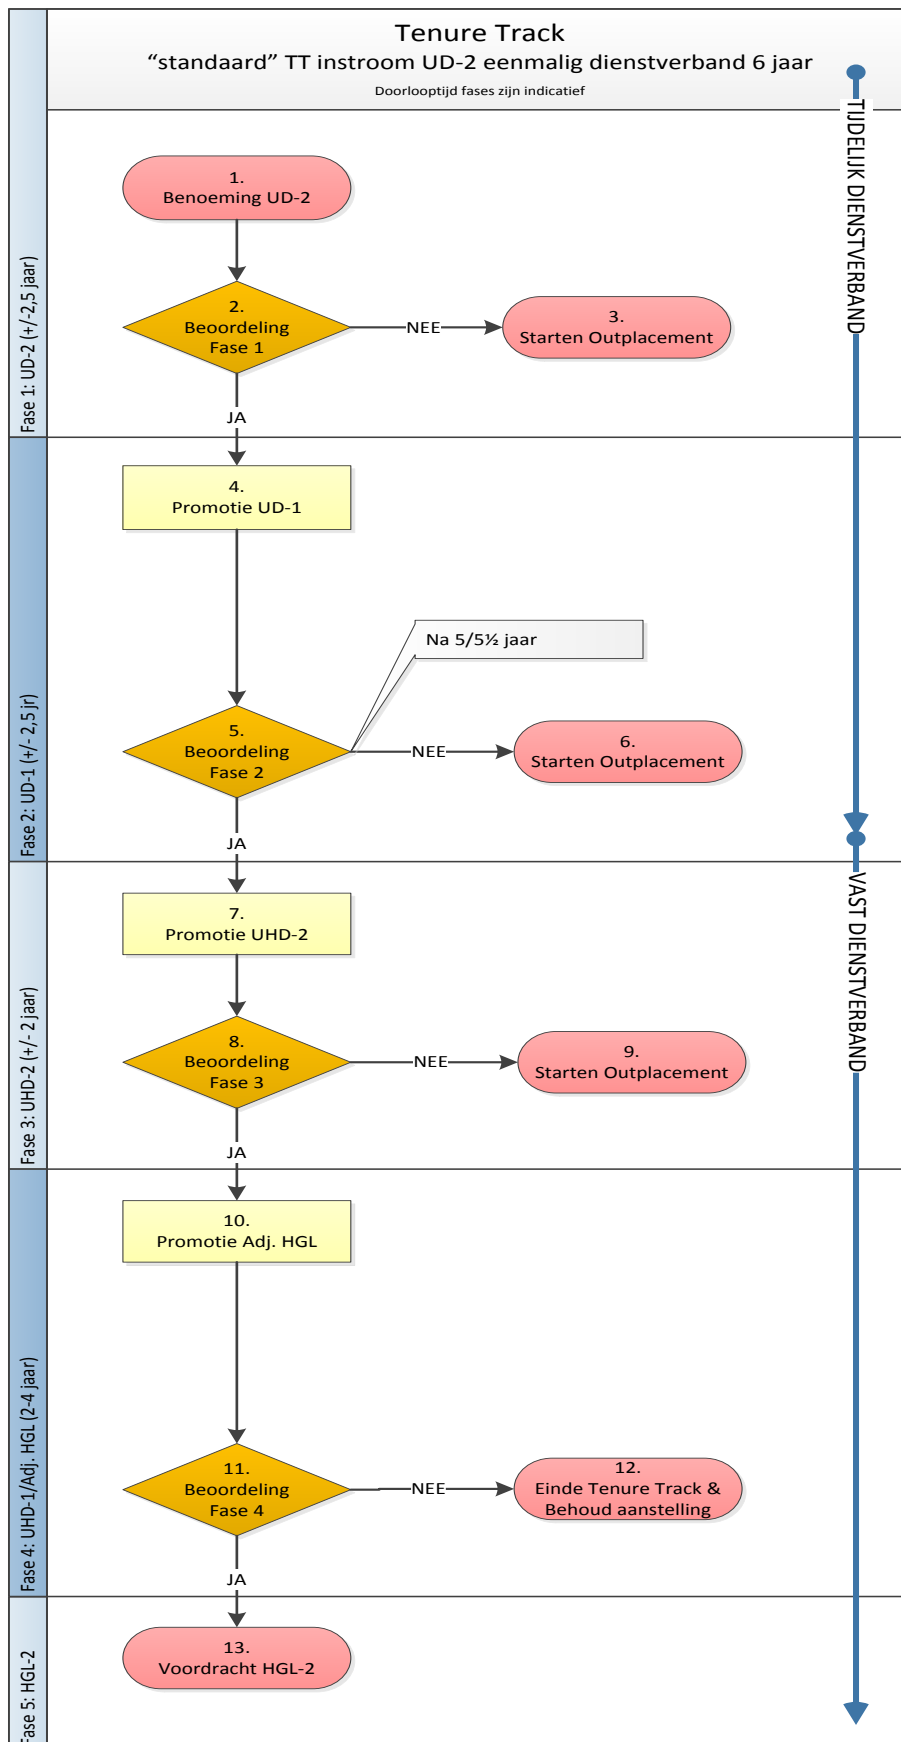 Tenure Track
“standaard” TT instroom UD-2 eenmalig dienstverband 6 jaar
Doorlooptijd fases zijn indicatief
TIJDELIJK DIENSTVERBAND
Fase 1: UD-2 (+/-2,5 jaar)
1.
Benoeming UD-2
2.
Beoordeling
Fase 1
NEE
3.
Starten Outplacement
JA
Fase 2: UD-1 (+/- 2,5 jr)
4.
Promotie UD-1
Na 5/5½ jaar
5.
Beoordeling
Fase 2
NEE
6.
Starten Outplacement
JA
VAST DIENSTVERBAND
Fase 3: UHD-2 (+/- 2 jaar)
7.
Promotie UHD-2
8.
Beoordeling
Fase 3
NEE
9.
Starten Outplacement
JA
Fase 4: UHD-1/Adj. HGL (2-4 jaar)
10.
Promotie Adj. HGL
11.
Beoordeling
Fase 4
NEE
12.
Einde Tenure Track &
Behoud aanstelling
JA
Fase 5: HGL-2
13.
Voordracht HGL-2